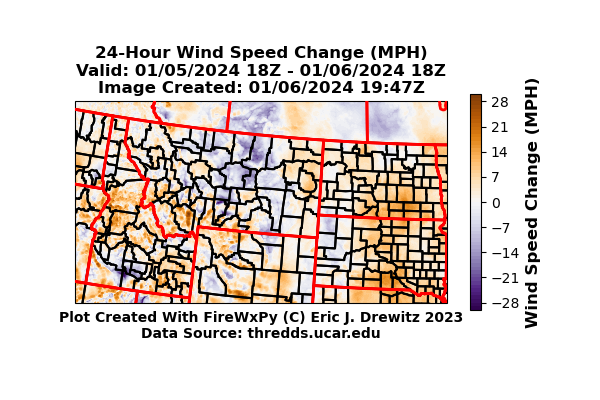 24-Hour Wind Speed Change (MPH)
Valid: 01/05/2024 18Z - 01/06/2024 18Z
Image Created: 01/06/2024 19:47Z
28
21
14
7
0
−7
−14
−21
−28
Wind Speed Change (MPH)
Plot Created With FireWxPy (C) Eric J. Drewitz 2023
Data Source: thredds.ucar.edu